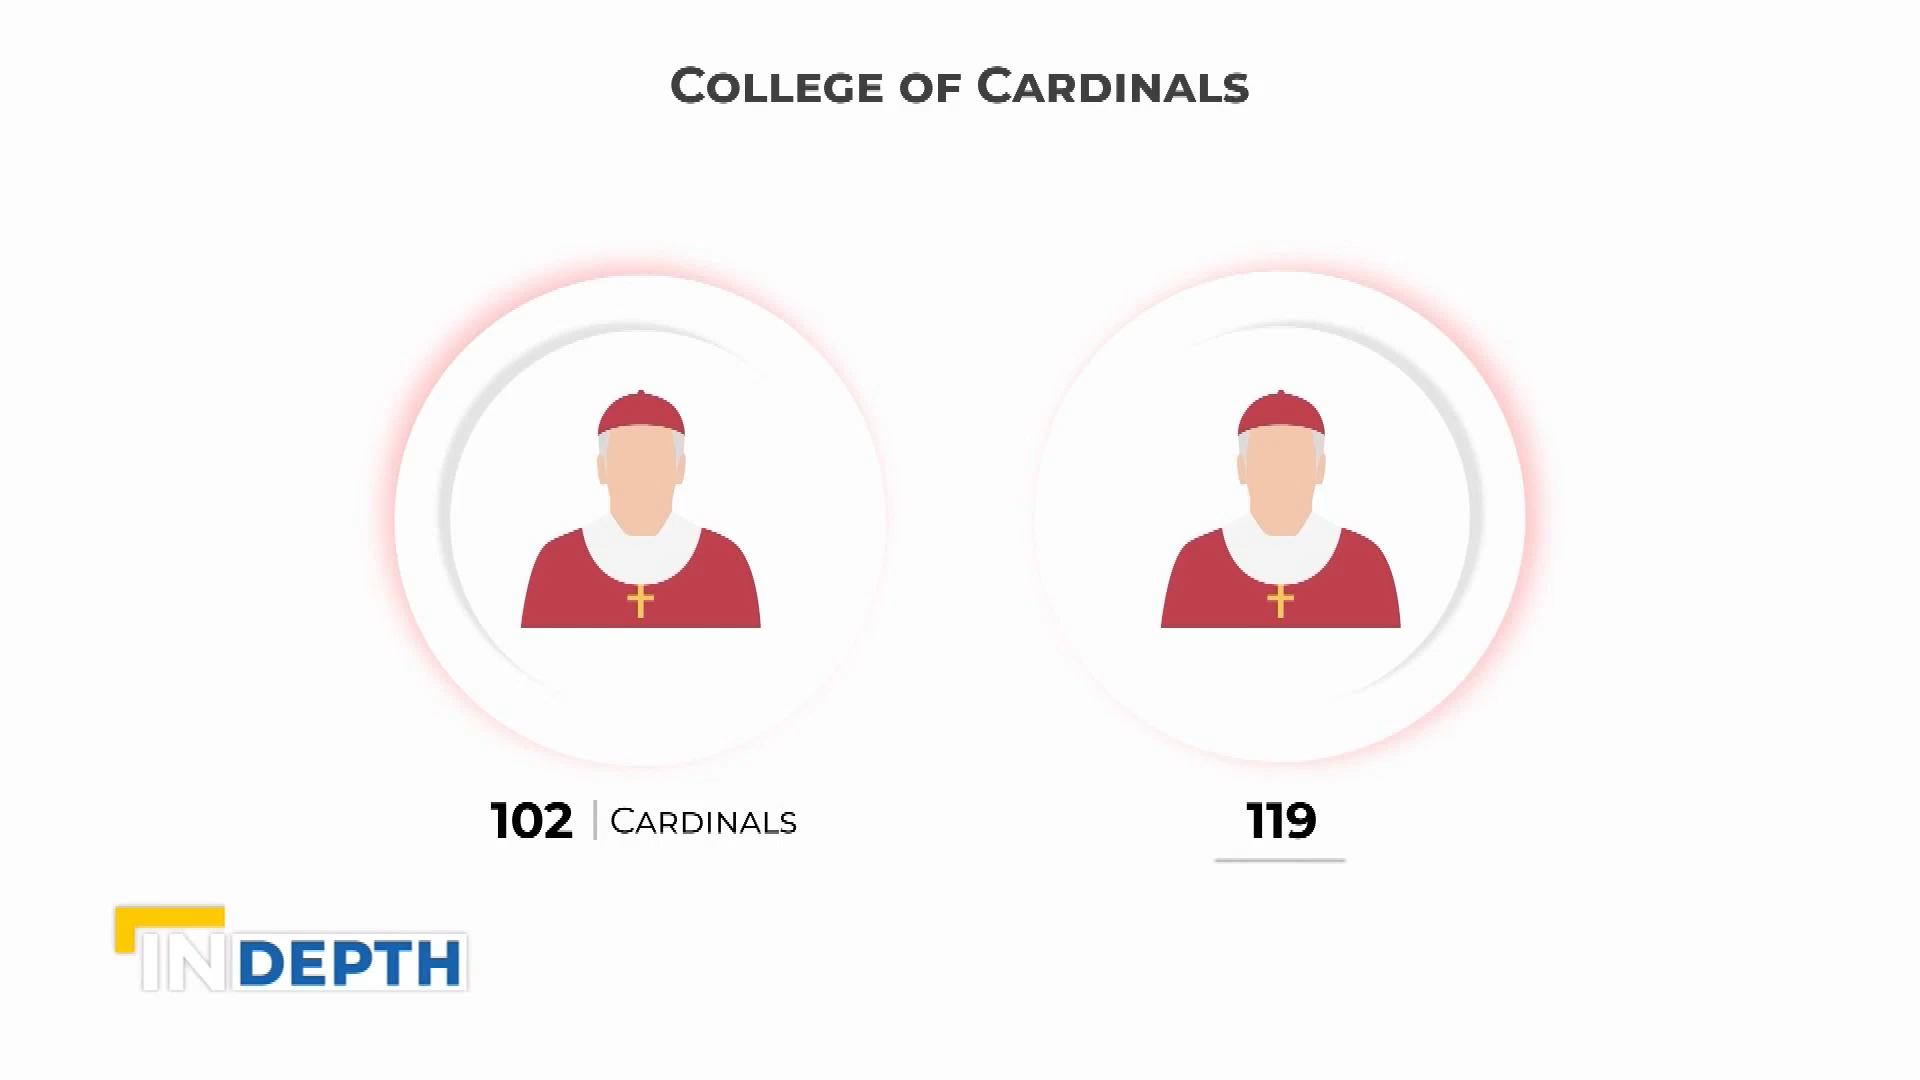 COLLEGE OF CARDINALS
102 | CARDINALS
119
INDEPTH